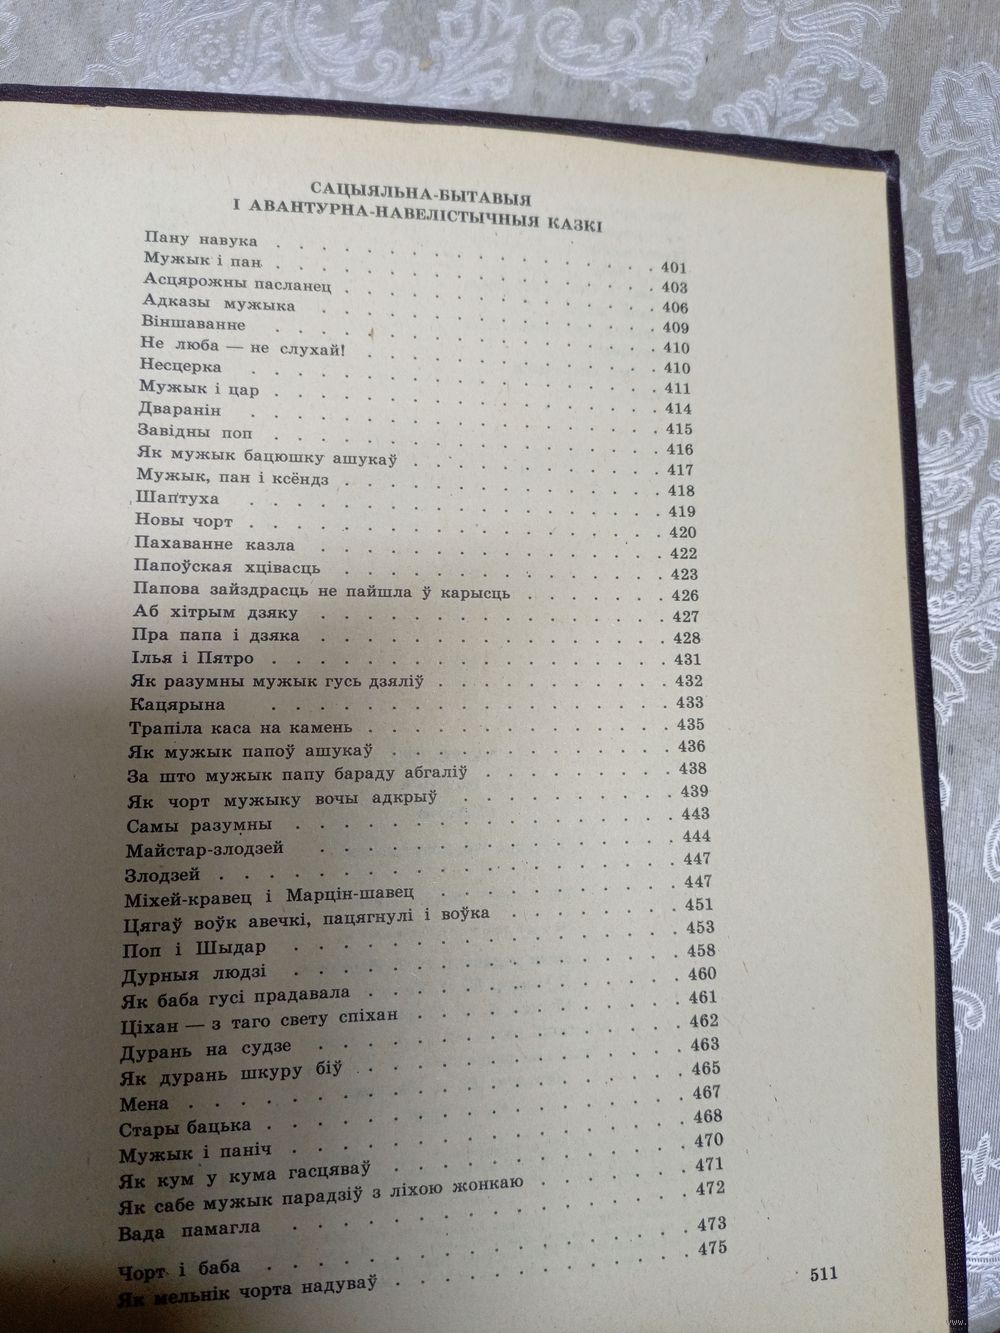 САЦЫЯЛЬНА-БЫТАВЫЯ
І АВАНТУРНА-НАВЕЛІСТЫЧНЫЯ КАЗКІ
Пану навука . . . . . . . . . . 401
Мужык і пан . . . . . . . . . . 403
Асцярожны пасланец . . . . . . . . . . 406
Адказы мужыка . . . . . . . . . . 409
Віншаванне . . . . . . . . . . 410
Не люба — не слухай! . . . . . . . . . . 410
Несцерка . . . . . . . . . . 411
Мужык і цар . . . . . . . . . . 414
Дваранін . . . . . . . . . . 415
Завідны поп . . . . . . . . . . 416
Як мужык бацюшку ашукаў . . . . . . . . . . 417
Мужык, пан і ксёндз . . . . . . . . . . 418
Шаптуха . . . . . . . . . . 419
Новы чорт . . . . . . . . . . 420
Пахаванне казла . . . . . . . . . . 422
Папоўская хцівасць . . . . . . . . . . 423
Папова зайздрасць не пайшла ў карысць . . . . . . . 426
Аб хітрым дзяку . . . . . . . . . . 427
Пра папа і дзяка . . . . . . . . . . 428
Ілья і Пятро . . . . . . . . . . 431
Як разумны мужык гусь дзяліў . . . . . . . . . . 432
Кацярына . . . . . . . . . . 433
Трапіла каса на камень . . . . . . . . . . 435
Як мужык папоў ашукаў . . . . . . . . . . 436
За што мужык папу бараду абгаліў . . . . . . . . 438
Як чорт мужыку вочы адкрыў . . . . . . . . . 439
Самы разумны . . . . . . . . . . 443
Майстар-злодзей . . . . . . . . . . 444
Злодзей . . . . . . . . . . 447
Міхей-кравец і Марцін-шавец . . . . . . . . . . 447
Цягаў воўк авечкі, пацягнулі і воўка . . . . . . . . 451
Поп і Шыдар . . . . . . . . . . 453
Дурныя людзі . . . . . . . . . . 458
Як баба гусі прадавала . . . . . . . . . . 460
Ціхан — з таго свету спіхан . . . . . . . . . . 461
Дурань на судзе . . . . . . . . . . 462
Як дурань шкуру біў . . . . . . . . . . 463
Мена . . . . . . . . . . 465
Стары бацька . . . . . . . . . . 467
Мужык і паніч . . . . . . . . . . 468
Як кум у кума гасцяваў . . . . . . . . . . 470
Як сабе мужык парадзіў з ліхою жонкаю . . . . . . 471
Вада памагла . . . . . . . . . . 472
Чорт і баба . . . . . . . . . . 473
Як мельнік чорта надуваў . . . . . . . . . . 475
511